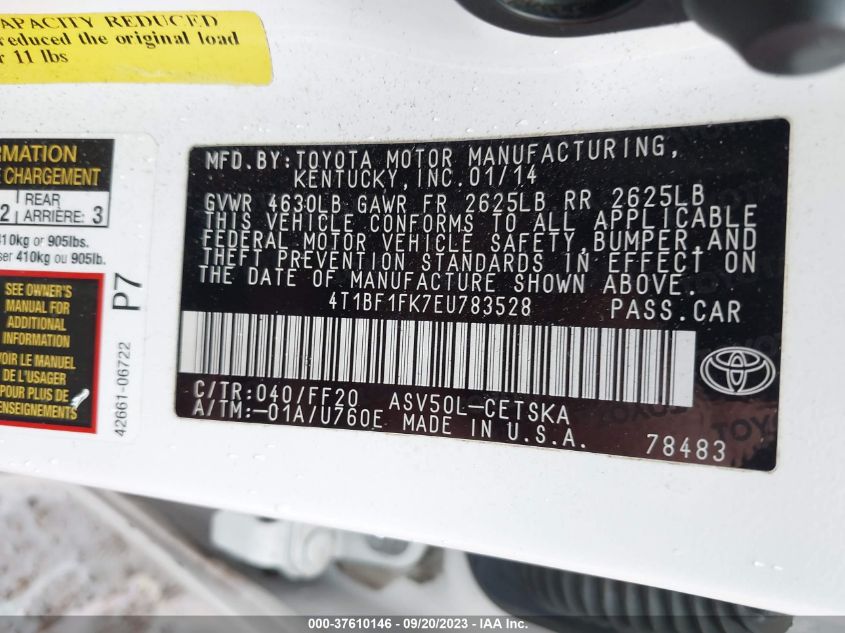 CAPACITY REDUCED
reduced the original load
r 11 lbs
RMATION
E CHARGEMENT
2 REAR
ARRIÈRE: 3
410kg or 905lbs.
ser 410kg ou 905lb.
SEE OWNER'S
MANUAL FOR
ADDITIONAL
INFORMATION
VOIR LE MANUEL
DE L'USAGER
POUR PLUS DE
RENSEIGNEMENTS
P7
42661-06722
MFD.BY:TOYOTA MOTOR MANUFACTURING,
KENTUCKY,INC.01/14
GVWR 4630LB GAWR FR 2625LB RR 2625LB
THIS VEHICLE CONFORMS TO ALL APPLICABLE
FEDERAL MOTOR VEHICLE SAFETY,BUMPER,AND
THEFT PREVENTION STANDARDS IN EFFECT ON
THE DATE OF MANUFACTURE SHOWN ABOVE.
4T1BF1FK7EU783528 PASS.CAR
C/TR:040/FF20 ASV50L-CETSKA
A/TM:-01A/U760E MADE IN U.S.A.
78483
000-37610146 - 09/20/2023 - IAA Inc.